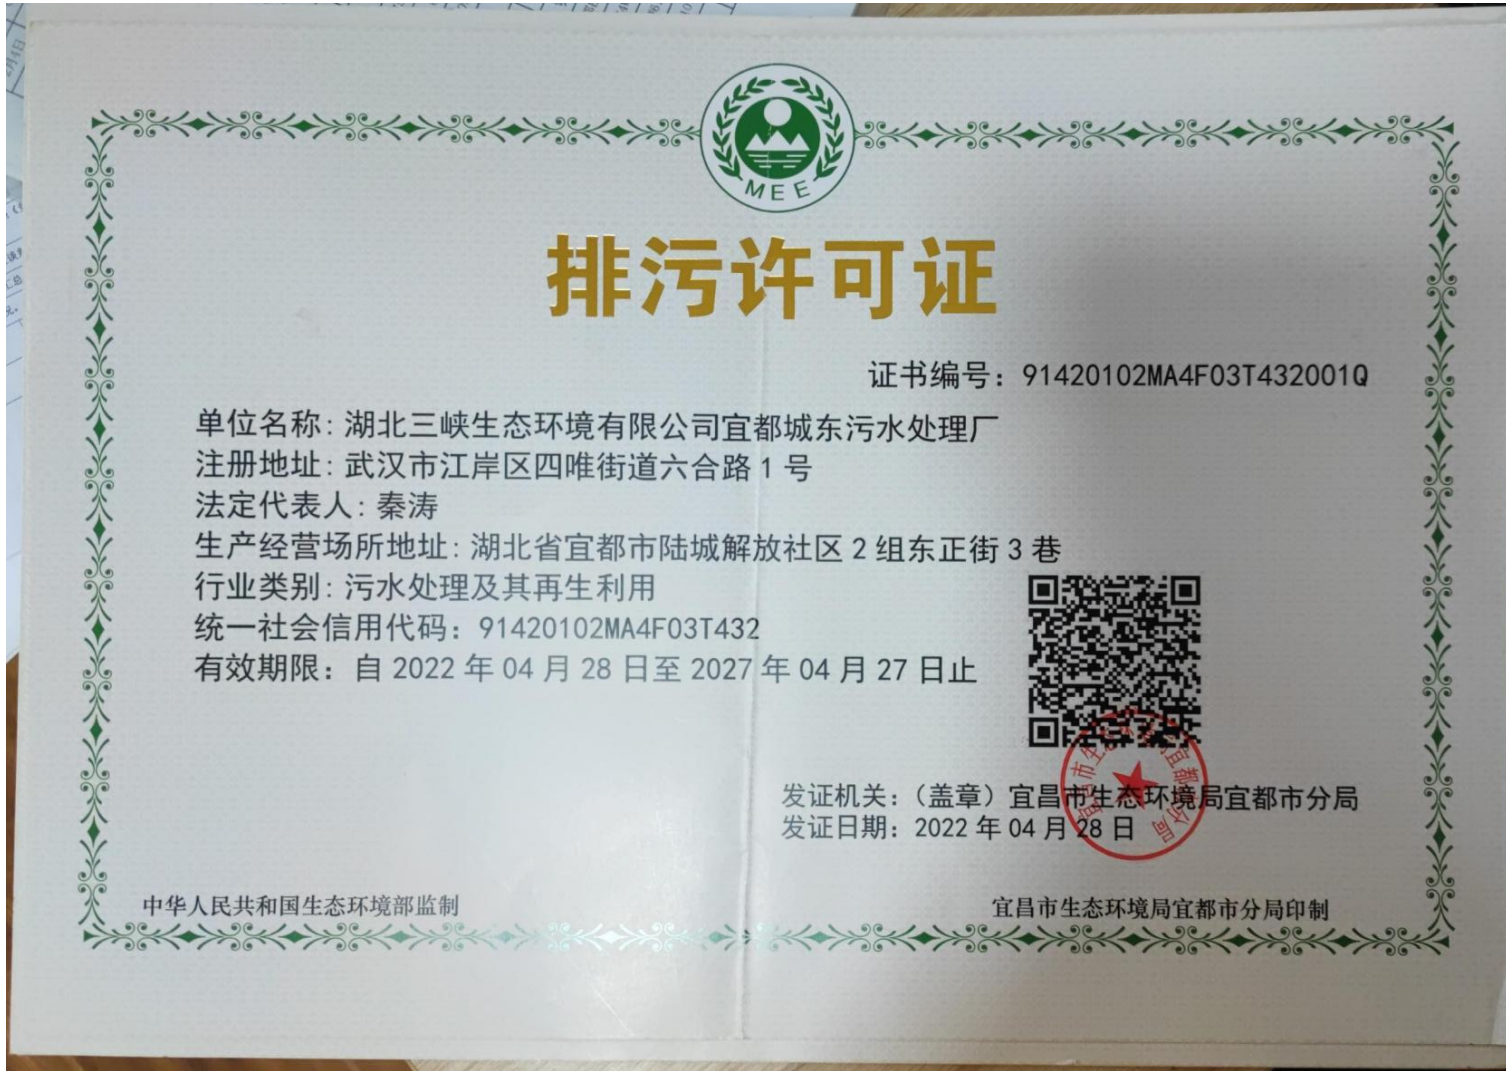 MEE
排污许可证
证书编号：91420102MA4F03T432001Q
单位名称：湖北三峡生态环境有限公司宜都城东污水处理厂
注册地址：武汉市江岸区四唯街道六合路1号
法定代表人：秦涛
生产经营场所地址：湖北省宜都市陆城解放社区2组东正街3巷
行业类别：污水处理及其再生利用
统一社会信用代码：91420102MA4F03T432
有效期限：自2022年04月28日至2027年04月27日止
发证机关：（盖章）宜昌市生态环境局宜都市分局
发证日期：2022年04月28日
中华人民共和国生态环境部监制
宜昌市生态环境局宜都市分局印制